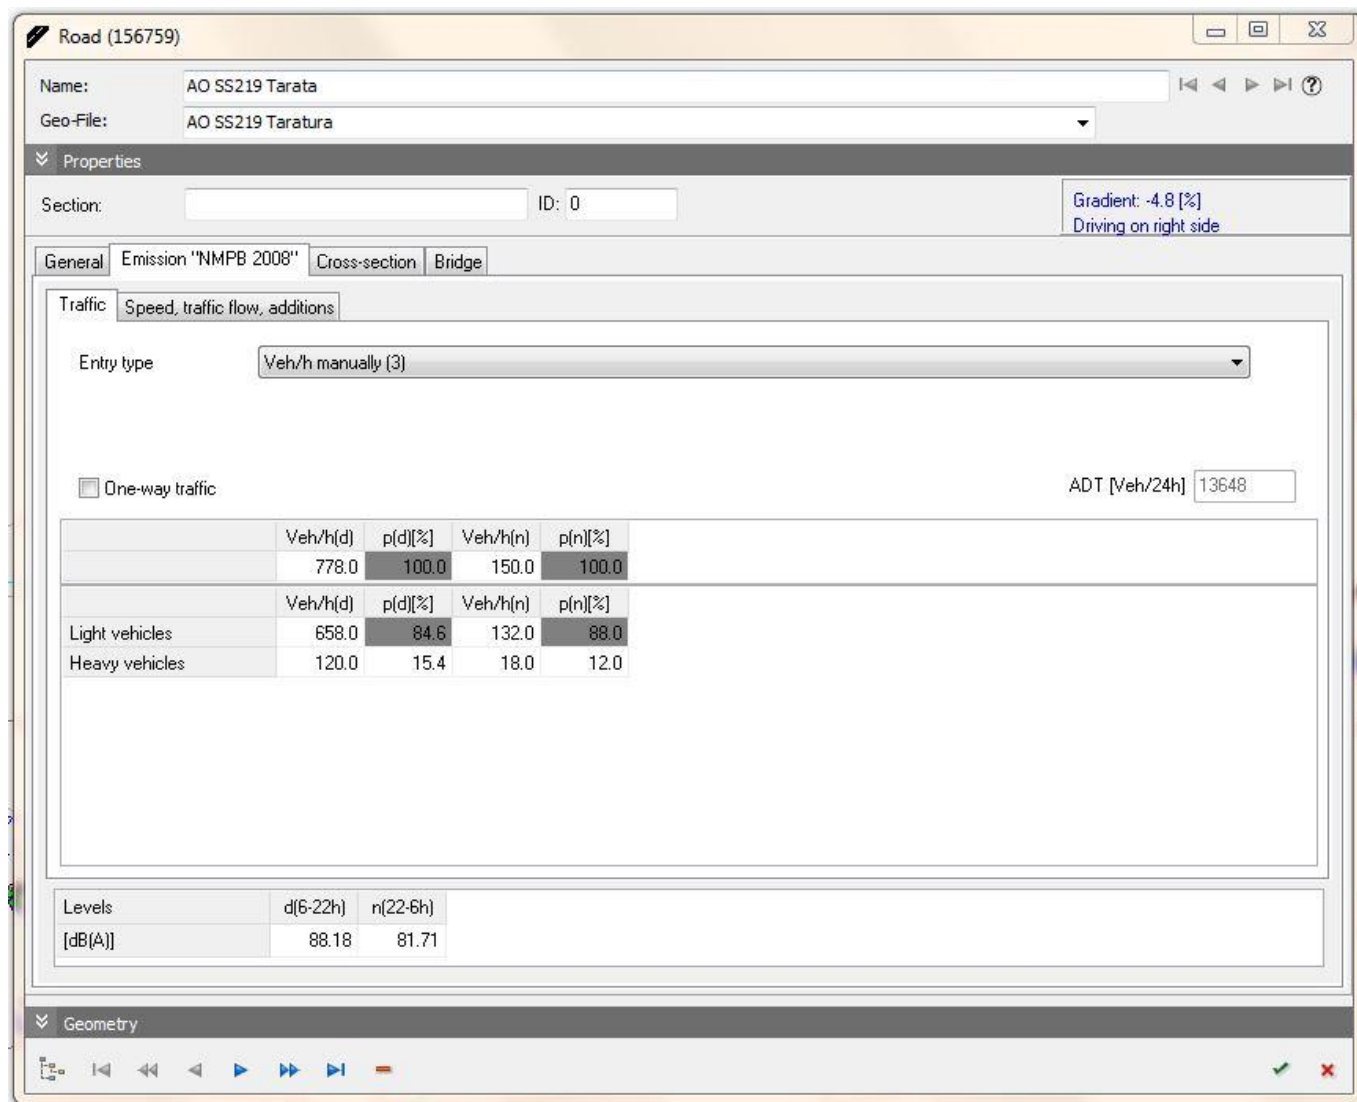 Road (156759)
Name: AO SS219 Tarata
Geo-File: AO SS219 Taratura
Properties
Section: ID: 0
Gradient: -4.8 [%]
Driving on right side
General Emission "NMPB 2008" Cross-section Bridge
Traffic Speed, traffic flow, additions
Entry type Veh/h manually (3)
One-way traffic ADT [Veh/24h] 13648
Veh/h(d) p(d)[%] Veh/h(n) p(n)[%]
778.0 100.0 150.0 100.0
Veh/h(d) p(d)[%] Veh/h(n) p(n)[%]
Light vehicles 658.0 84.6 132.0 88.0
Heavy vehicles 120.0 15.4 18.0 12.0
Levels d(6-22h) n(22-6h)
[dB(A)] 88.18 81.71
Geometry